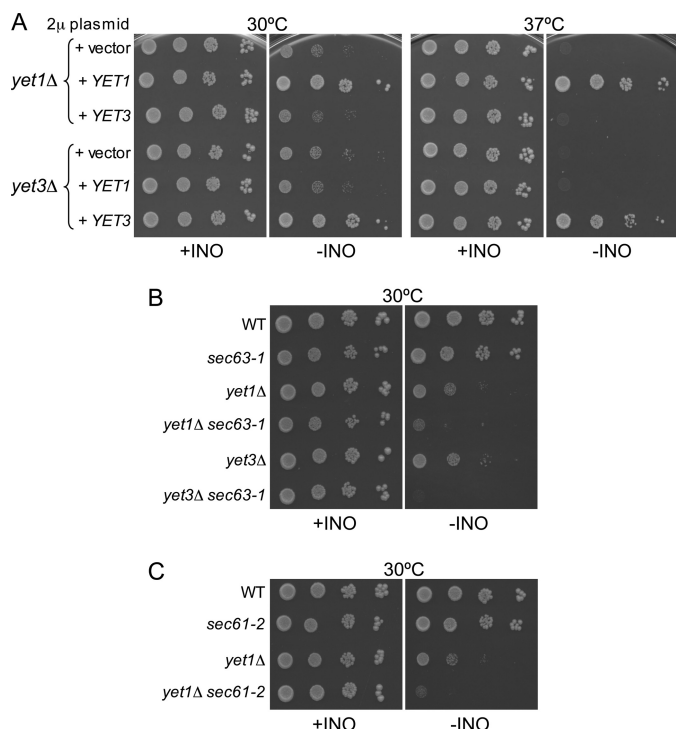 A
2μ plasmid 30ºC 37ºC
+ vector
yet1Δ + YET1
+ YET3
+ vector
yet3Δ + YET1
+ YET3
+INO -INO +INO -INO
B 30ºC
WT
sec63-1
yet1Δ
yet1Δ sec63-1
yet3Δ
yet3Δ sec63-1
+INO -INO
C 30ºC
WT
sec61-2
yet1Δ
yet1Δ sec61-2
+INO -INO